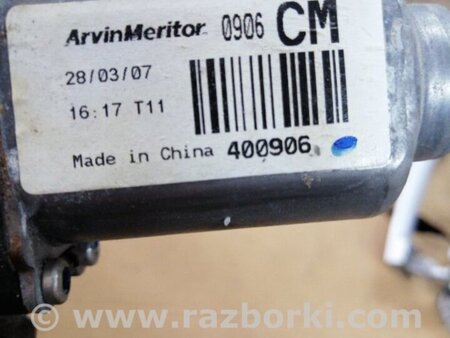 ArvinMeritor 0906 CM
28/03/07
16:17 T11
Made in China 400906
www.razborki.com